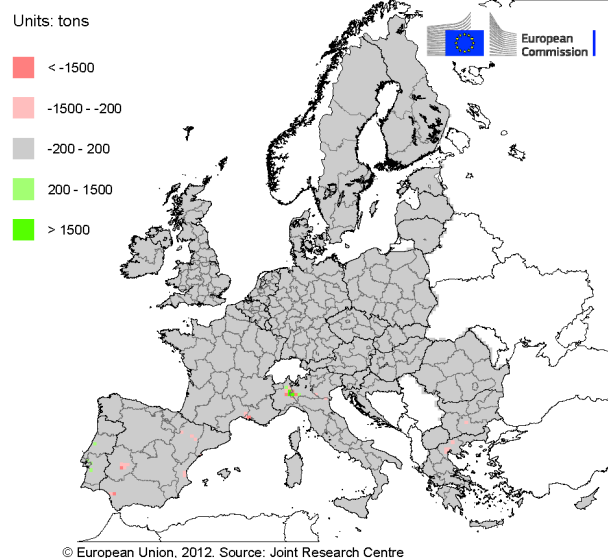 Units: tons
< -1500
-1500 - -200
-200 - 200
200 - 1500
> 1500
European
Commission
© European Union, 2012. Source: Joint Research Centre